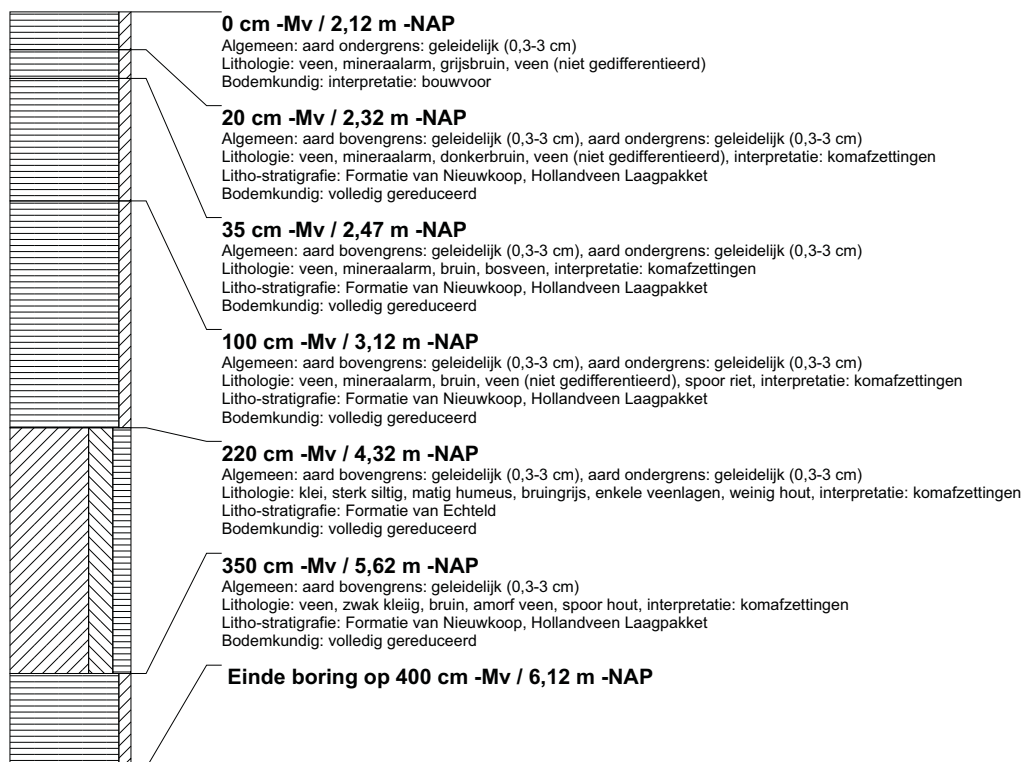 0 cm -Mv / 2,12 m -NAP
Algemeen: aard ondergrens: geleidelijk (0,3-3 cm)
Lithologie: veen, mineraalarm, grijsbruin, veen (niet gedifferentieerd)
Bodemkundig: interpretatie: bouwvoor
20 cm -Mv / 2,32 m -NAP
Algemeen: aard bovengrens: geleidelijk (0,3-3 cm), aard ondergrens: geleidelijk (0,3-3 cm)
Lithologie: veen, mineraalarm, donkerbruin, veen (niet gedifferentieerd), interpretatie: komafzettingen
Litho-stratigrafie: Formatie van Nieuwkoop, Hollandveen Laagpakket
Bodemkundig: volledig gereduceerd
35 cm -Mv / 2,47 m -NAP
Algemeen: aard bovengrens: geleidelijk (0,3-3 cm), aard ondergrens: geleidelijk (0,3-3 cm)
Lithologie: veen, mineraalarm, bruin, bosveen, interpretatie: komafzettingen
Litho-stratigrafie: Formatie van Nieuwkoop, Hollandveen Laagpakket
Bodemkundig: volledig gereduceerd
100 cm -Mv / 3,12 m -NAP
Algemeen: aard bovengrens: geleidelijk (0,3-3 cm), aard ondergrens: geleidelijk (0,3-3 cm)
Lithologie: veen, mineraalarm, bruin, veen (niet gedifferentieerd), spoor riet, interpretatie: komafzettingen
Litho-stratigrafie: Formatie van Nieuwkoop, Hollandveen Laagpakket
Bodemkundig: volledig gereduceerd
220 cm -Mv / 4,32 m -NAP
Algemeen: aard bovengrens: geleidelijk (0,3-3 cm), aard ondergrens: geleidelijk (0,3-3 cm)
Lithologie: klei, sterk siltig, matig humeus, bruingrijs, enkele veenlagen, weinig hout, interpretatie: komafzettingen
Litho-stratigrafie: Formatie van Echteld
Bodemkundig: volledig gereduceerd
350 cm -Mv / 5,62 m -NAP
Algemeen: aard bovengrens: geleidelijk (0,3-3 cm)
Lithologie: veen, zwak kleiig, bruin, amorf veen, spoor hout, interpretatie: komafzettingen
Litho-stratigrafie: Formatie van Nieuwkoop, Hollandveen Laagpakket
Bodemkundig: volledig gereduceerd
Einde boring op 400 cm -Mv / 6,12 m -NAP